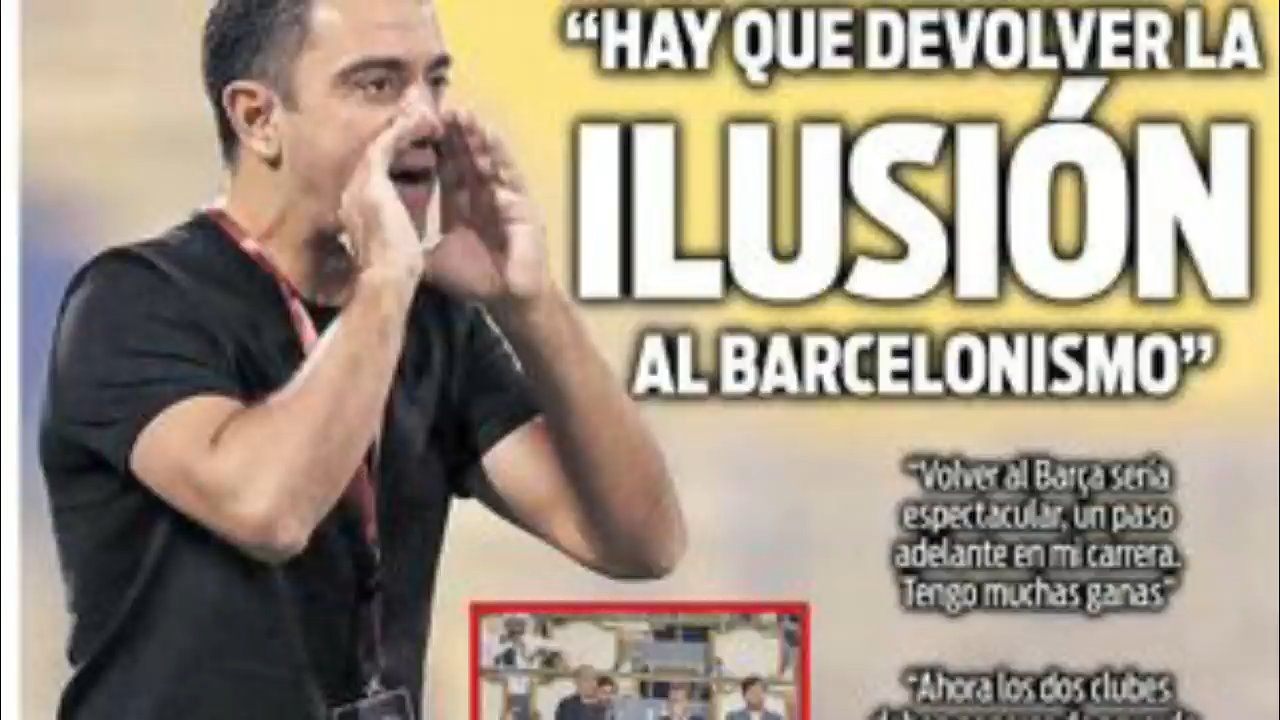 “HAY QUE DEVOLVER LA
ILUSIÓN
AL BARCELONISMO”
“Volver al Barça sería
espectacular, un paso
adelante en mi carrera.
Tengo muchas ganas”
“Ahora los dos clubes